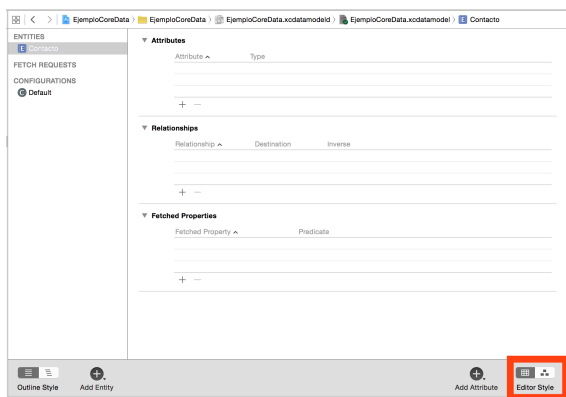 EjemploCoreData EjemploCoreData EjemploCoreData.xcdatamodeld EjemploCoreData.xcdatamodel E Contacto
ENTITIES
E Contacto
FETCH REQUESTS
CONFIGURATIONS
C Default
Attributes
Attribute Type
Relationships
Relationship Destination Inverse
Fetched Properties
Fetched Property Predicate
Outline Style Add Entity Add Attribute Editor Style